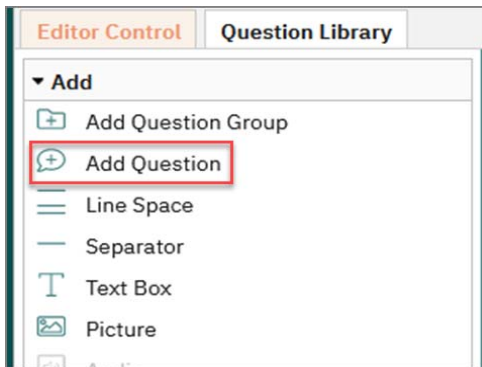 Editor Control Question Library
Add
Add Question Group
Add Question
Line Space
Separator
Text Box
Picture